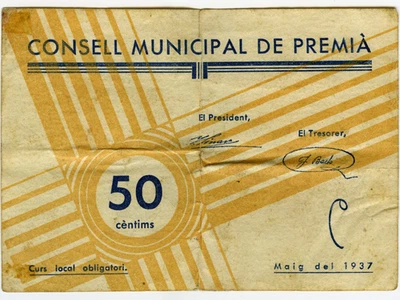 CONSELL MUNICIPAL DE PREMIÀ
El President,
El Tresorer,
50
cèntims
C
Curs local obligatori.
Maig del 1937